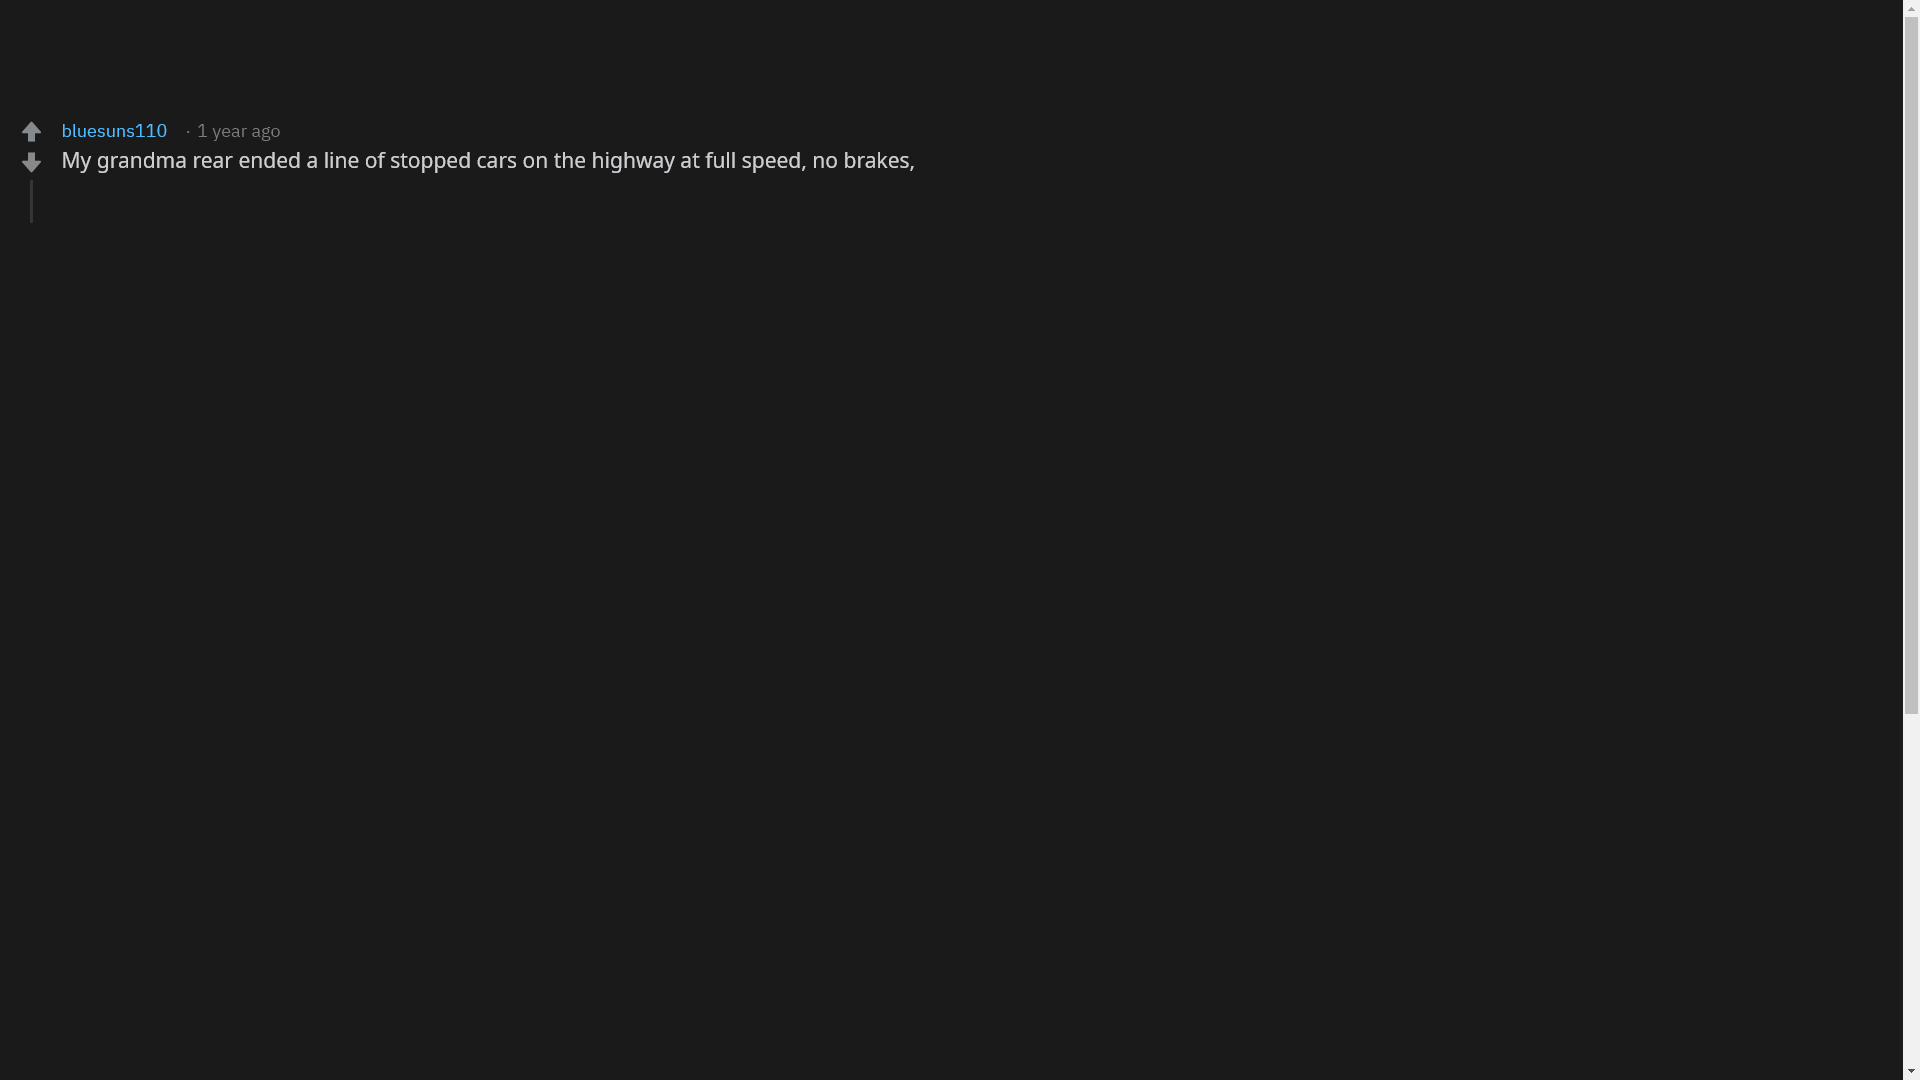 bluesuns110 · 1 year ago
My grandma rear ended a line of stopped cars on the highway at full speed, no brakes,